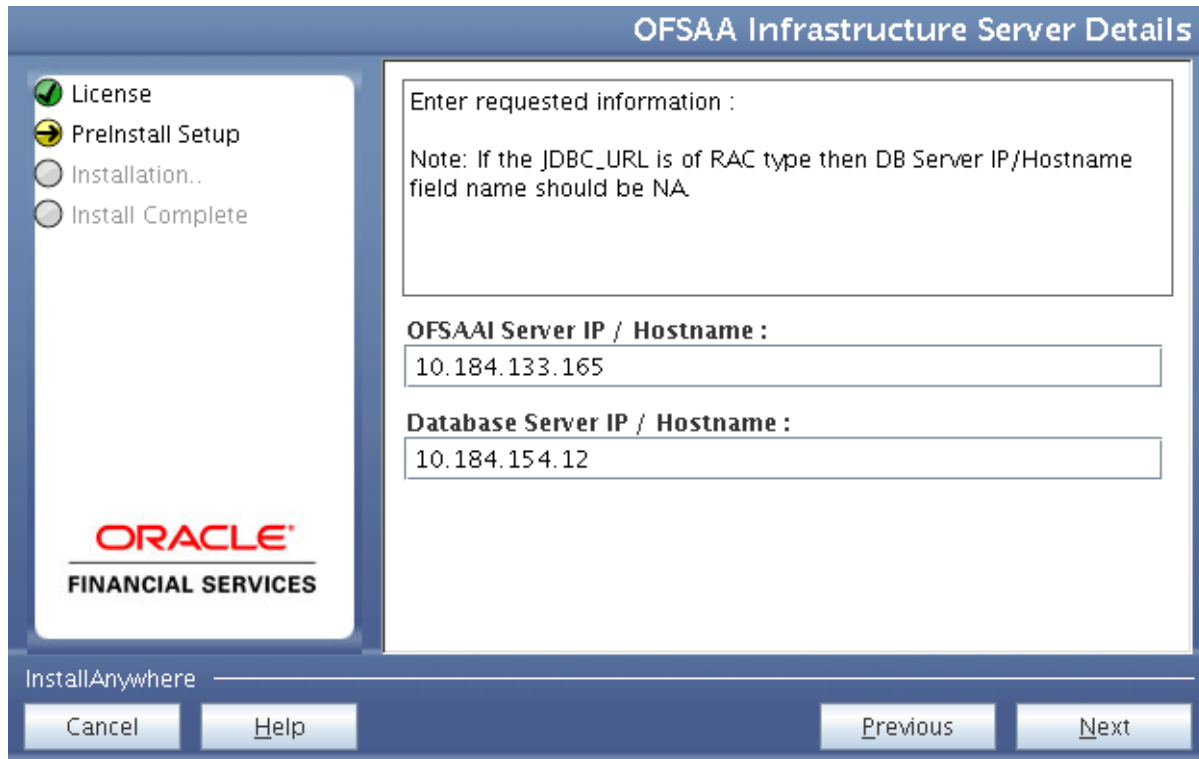 OFSAA Infrastructure Server Details
License
PreInstall Setup
Installation..
Install Complete
ORACLE
FINANCIAL SERVICES
Enter requested information :
Note: If the JDBC_URL is of RAC type then DB Server IP/Hostname
field name should be NA.
OFSAAI Server IP / Hostname :
10.184.133.165
Database Server IP / Hostname :
10.184.154.12
InstallAnywhere
Cancel
Help
Previous
Next